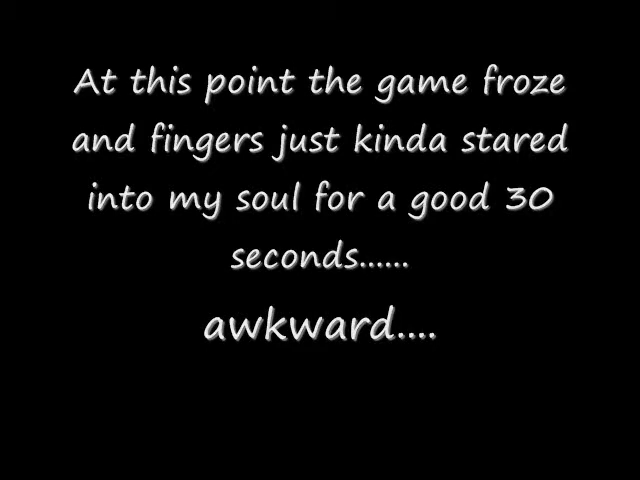 At this point the game froze
and fingers just kinda stared
into my soul for a good 30
seconds......
awkward....